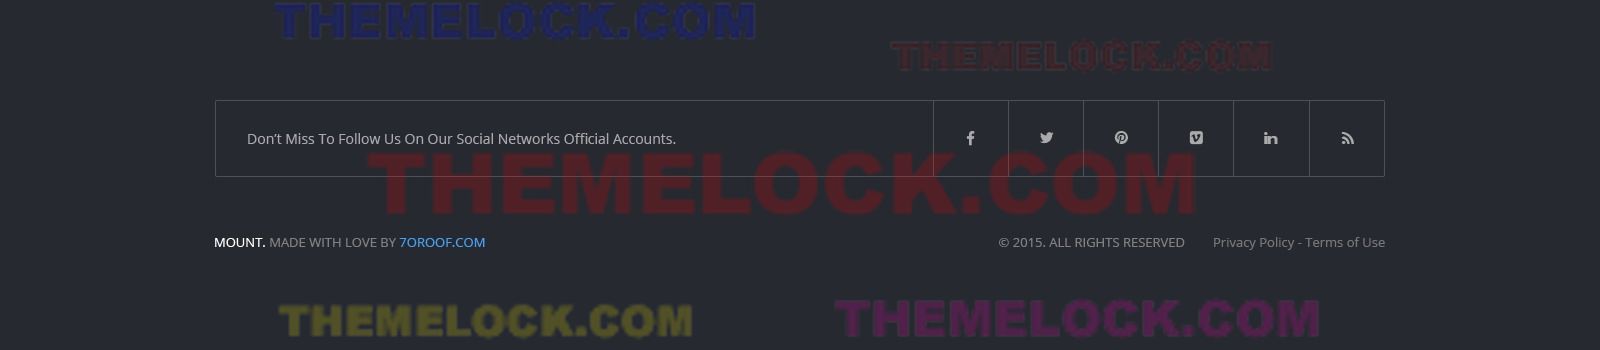 THEMELOCK.COM
THEMELOCK.COM
Don’t Miss To Follow Us On Our Social Networks Official Accounts.
THEMELOCK.COM
MOUNT. MADE WITH LOVE BY 7OROOF.COM
© 2015. ALL RIGHTS RESERVED Privacy Policy - Terms of Use
THEMELOCK.COM
THEMELOCK.COM